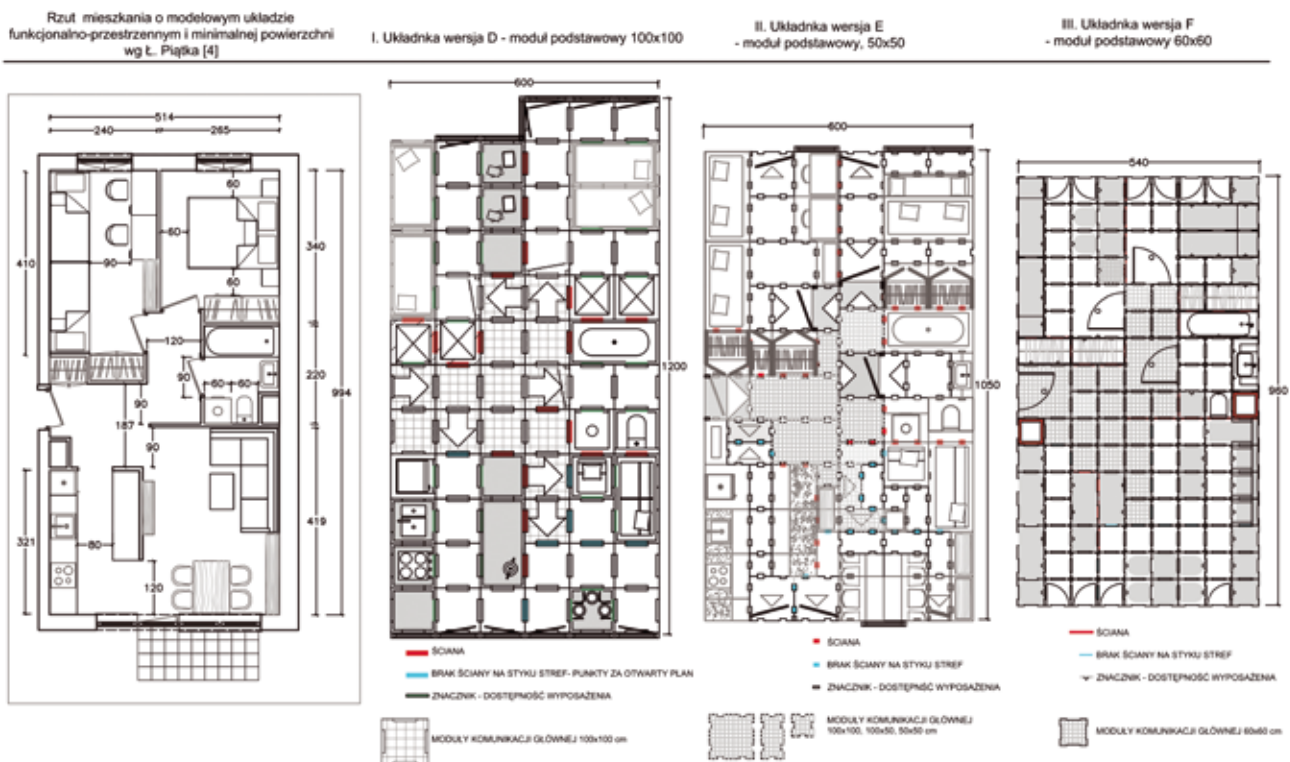 Rzut mieszkania o modelowym układzie
funkcjonalno-przestrzennym i minimalnej powierzchni
wg Ł. Piątka [4]
I. Układnka wersja D - moduł podstawowy 100x100
II. Układnka wersja E
- moduł podstawowy, 50x50
III. Układnka wersja F
- moduł podstawowy 60x60
514
240
265
60
60
90
60
410
340
120
90
60
60
220
994
90
187
90
321
80
419
120
600
1200
600
1050
540
960
ŚCIANA
BRAK ŚCIANY NA STYKU STREF- PUNKTY ZA OTWARTY PLAN
ZNACZNIK - DOSTĘPNOŚĆ WYPOSAŻENIA
MODUŁY KOMUNIKACJI GŁÓWNEJ 100x100 cm
ŚCIANA
BRAK ŚCIANY NA STYKU STREF
ZNACZNIK - DOSTĘPNŚĆ WYPOSAŻENIA
MODUŁY KOMUNIKACJI GŁÓWNEJ
100x100, 100x50, 50x50 cm
ŚCIANA
BRAK ŚCIANY NA STYKU STREF
ZNACZNIK - DOSTĘPNOŚĆ WYPOSAŻENIA
MODUŁY KOMUNIKACJI GŁÓWNEJ 60x60 cm